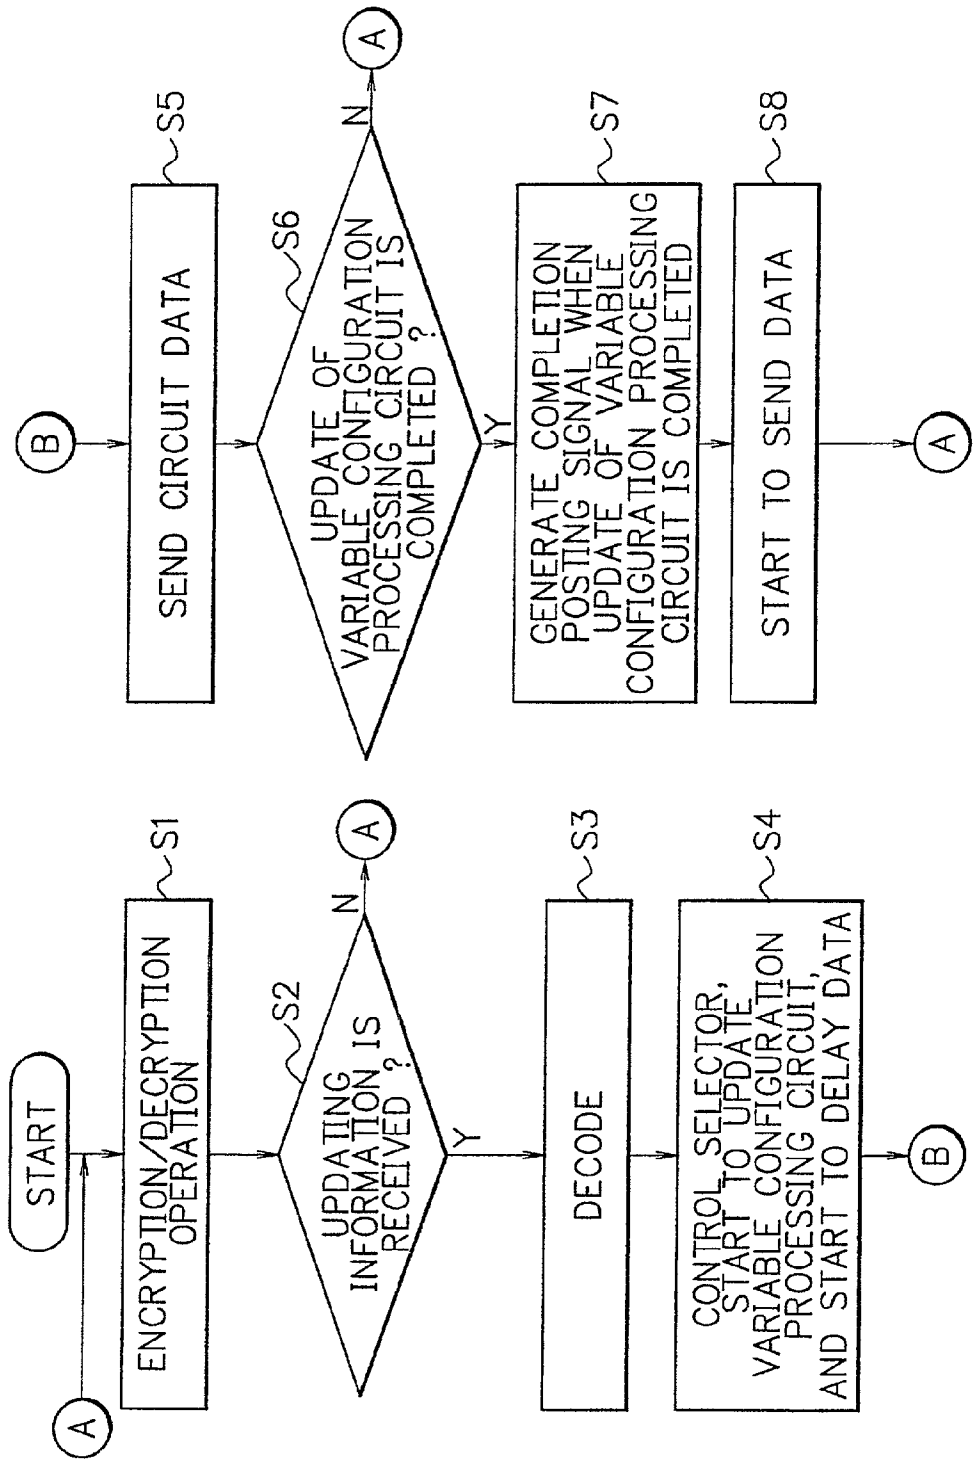 START
A
ENCRYPTION/DECRYPTION
OPERATION
S1
UPDATING
INFORMATION IS
RECEIVED ?
S2
N
A
Y
DECODE
S3
CONTROL SELECTOR,
START TO UPDATE
VARIABLE CONFIGURATION
PROCESSING CIRCUIT,
AND START TO DELAY DATA
S4
B
B
SEND CIRCUIT DATA
S5
UPDATE OF
VARIABLE CONFIGURATION
PROCESSING CIRCUIT IS
COMPLETED ?
S6
N
A
Y
GENERATE COMPLETION
POSTING SIGNAL WHEN
UPDATE OF VARIABLE
CONFIGURATION PROCESSING
CIRCUIT IS COMPLETED
S7
START TO SEND DATA
S8
A